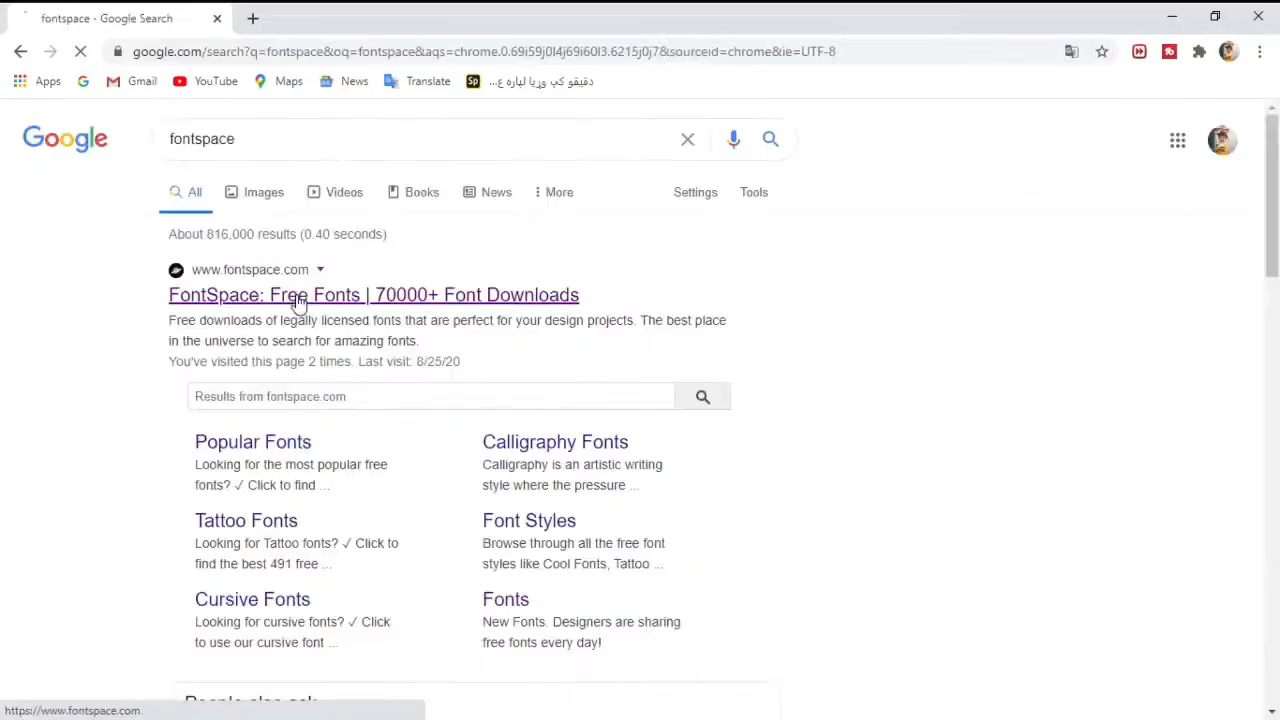 fontspace - Google Search
google.com/search?q=fontspace&oq=fontspace&aqs=chrome.0.69i59j0l4j69i60l3.6215j0j7&sourceid=chrome&ie=UTF-8
Apps Gmail YouTube Maps News Translate Sp دقیقو کې وړیا لپاره ع...
Google
fontspace
All Images Videos Books News More Settings Tools
About 816,000 results (0.40 seconds)
www.fontspace.com
FontSpace: Free Fonts | 70000+ Font Downloads
Free downloads of legally licensed fonts that are perfect for your design projects. The best place
in the universe to search for amazing fonts.
You've visited this page 2 times. Last visit: 8/25/20
Results from fontspace.com
Popular Fonts
Looking for the most popular free
fonts? ✓ Click to find ...
Calligraphy Fonts
Calligraphy is an artistic writing
style where the pressure ...
Tattoo Fonts
Looking for Tattoo fonts? ✓ Click to
find the best 491 free ...
Font Styles
Browse through all the free font
styles like Cool Fonts, Tattoo ...
Cursive Fonts
Looking for cursive fonts? ✓ Click
to use our cursive font ...
Fonts
New Fonts. Designers are sharing
free fonts every day!
People also ask
https://www.fontspace.com